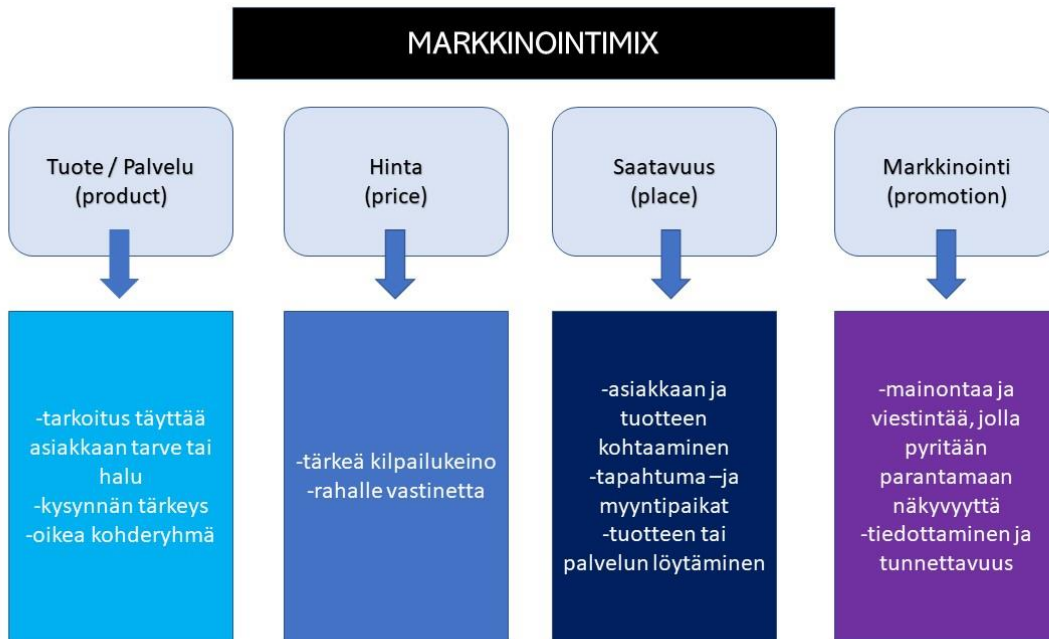 MARKKINOINTIMIX
Tuote / Palvelu
(product)
Hinta
(price)
Saatavuus
(place)
Markkinointi
(promotion)
-tarkoitus täyttää
asiakkaan tarve tai
halu
-kysynnän tärkeys
-oikea kohderyhmä
-tärkeä kilpailukeino
-rahalle vastinetta
-asiakkaan ja
tuotteen
kohtaaminen
-tapahtuma –ja
myyntipaikat
-tuotteen tai
palvelun löytäminen
-mainontaa ja
viestintää, jolla
pyritään
parantamaan
näkyvyyttä
-tiedottaminen ja
tunnettavuus